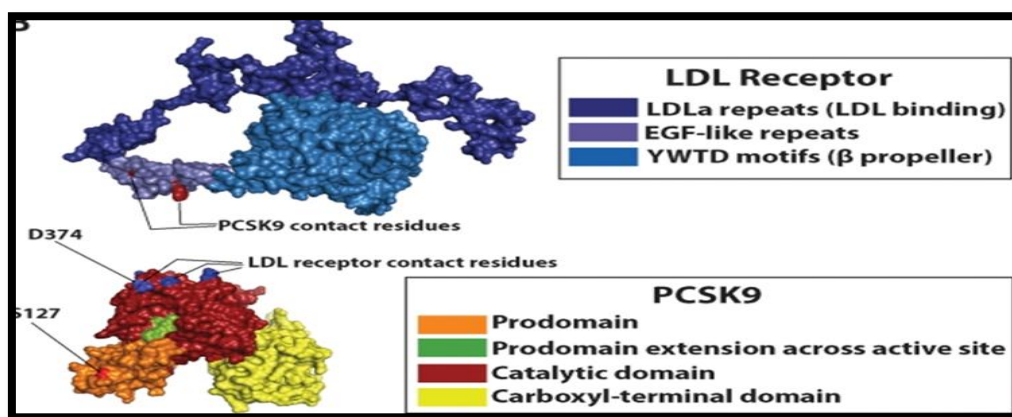 B
LDL Receptor
LDLa repeats (LDL binding)
EGF-like repeats
YWTD motifs (β propeller)
PCSK9 contact residues
D374
LDL receptor contact residues
S127
PCSK9
Prodomain
Prodomain extension across active site
Catalytic domain
Carboxyl-terminal domain